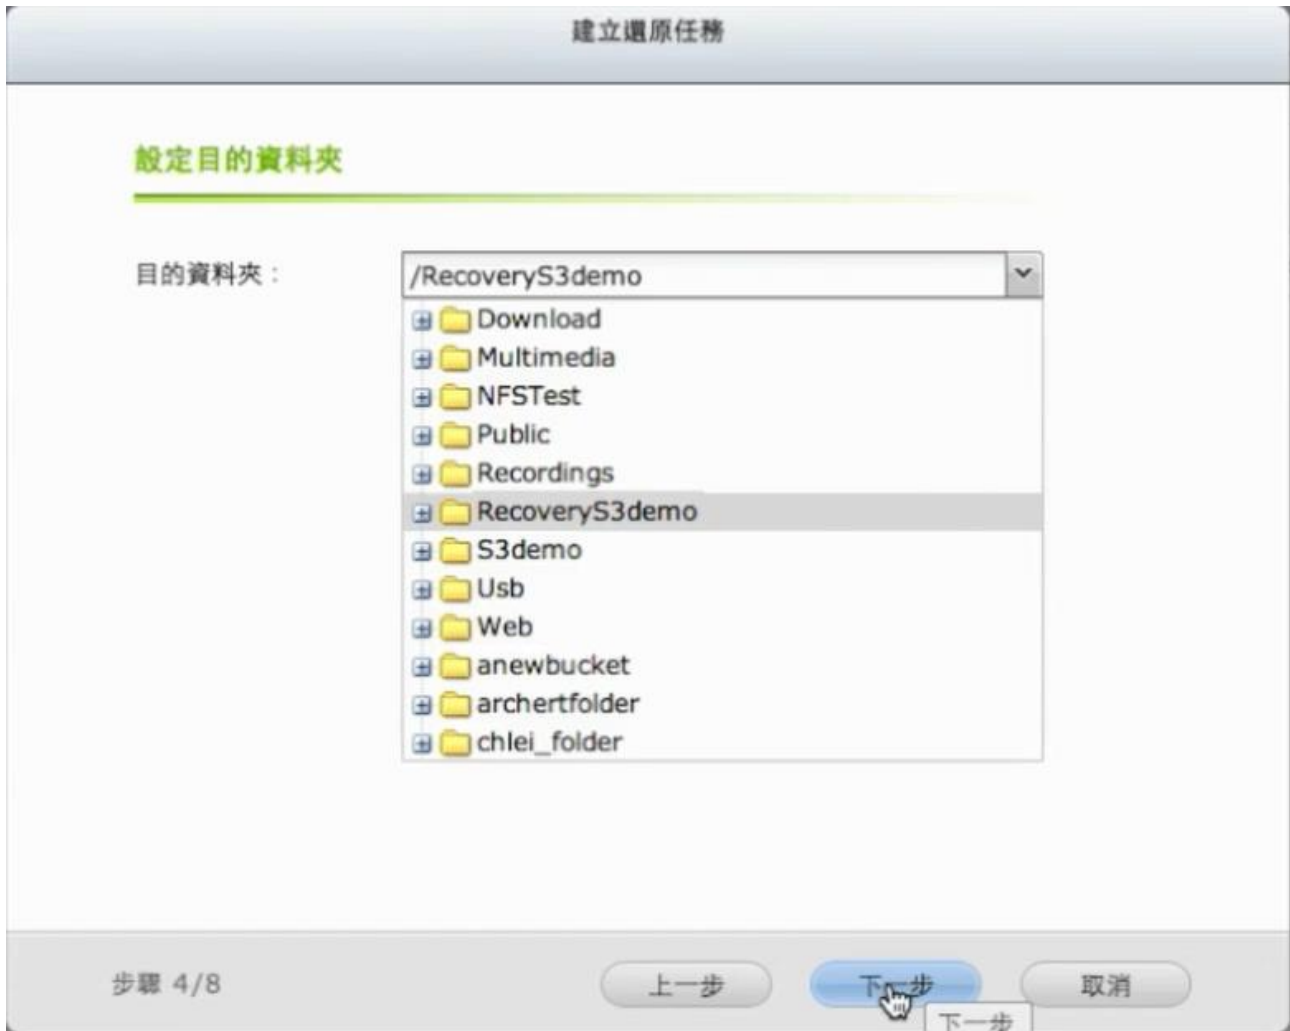 建立還原任務
設定目的資料夾
目的資料夾：
/RecoveryS3demo
Download
Multimedia
NFSTest
Public
Recordings
RecoveryS3demo
S3demo
Usb
Web
anewbucket
archertfolder
chlei_folder
步驟 4/8
上一步
下一步
取消
下一步